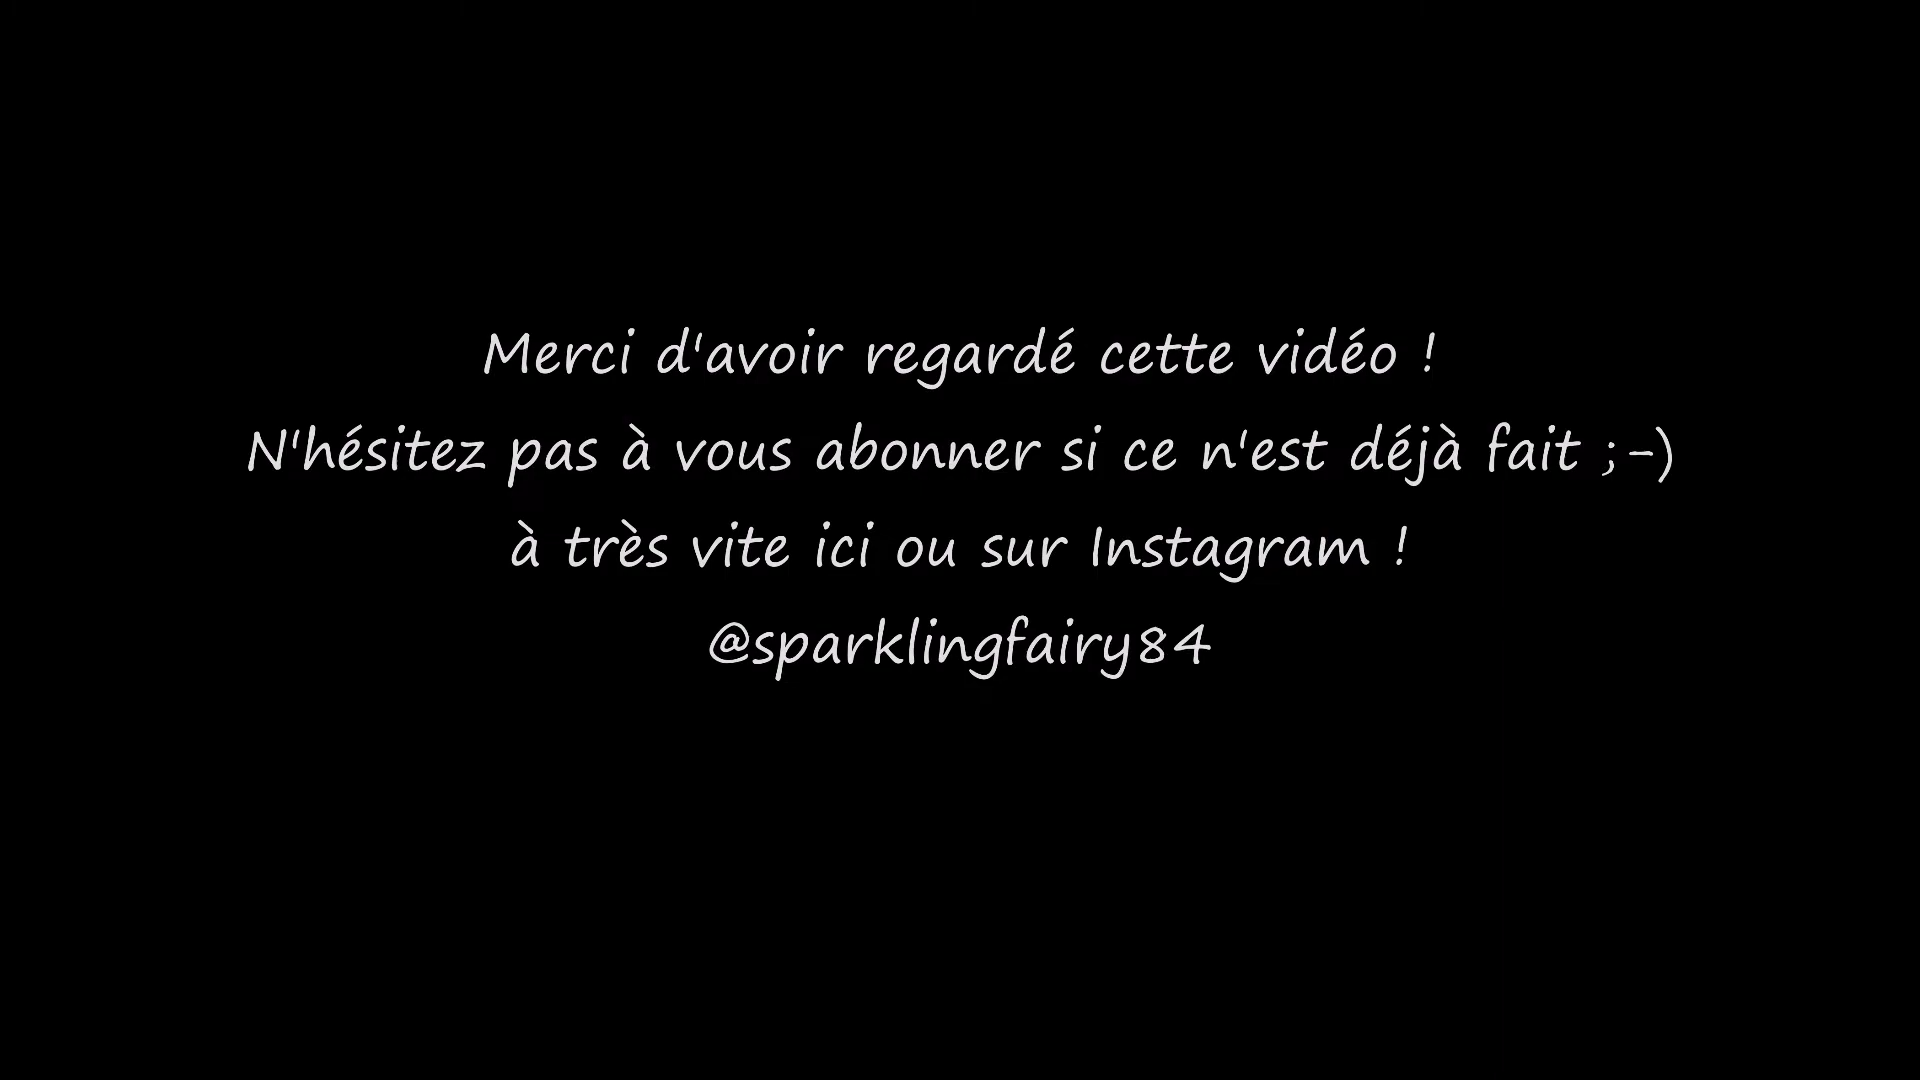 Merci d'avoir regardé cette vidéo !
N'hésitez pas à vous abonner si ce n'est déjà fait ;-)
à très vite ici ou sur Instagram !
@sparklingfairy84